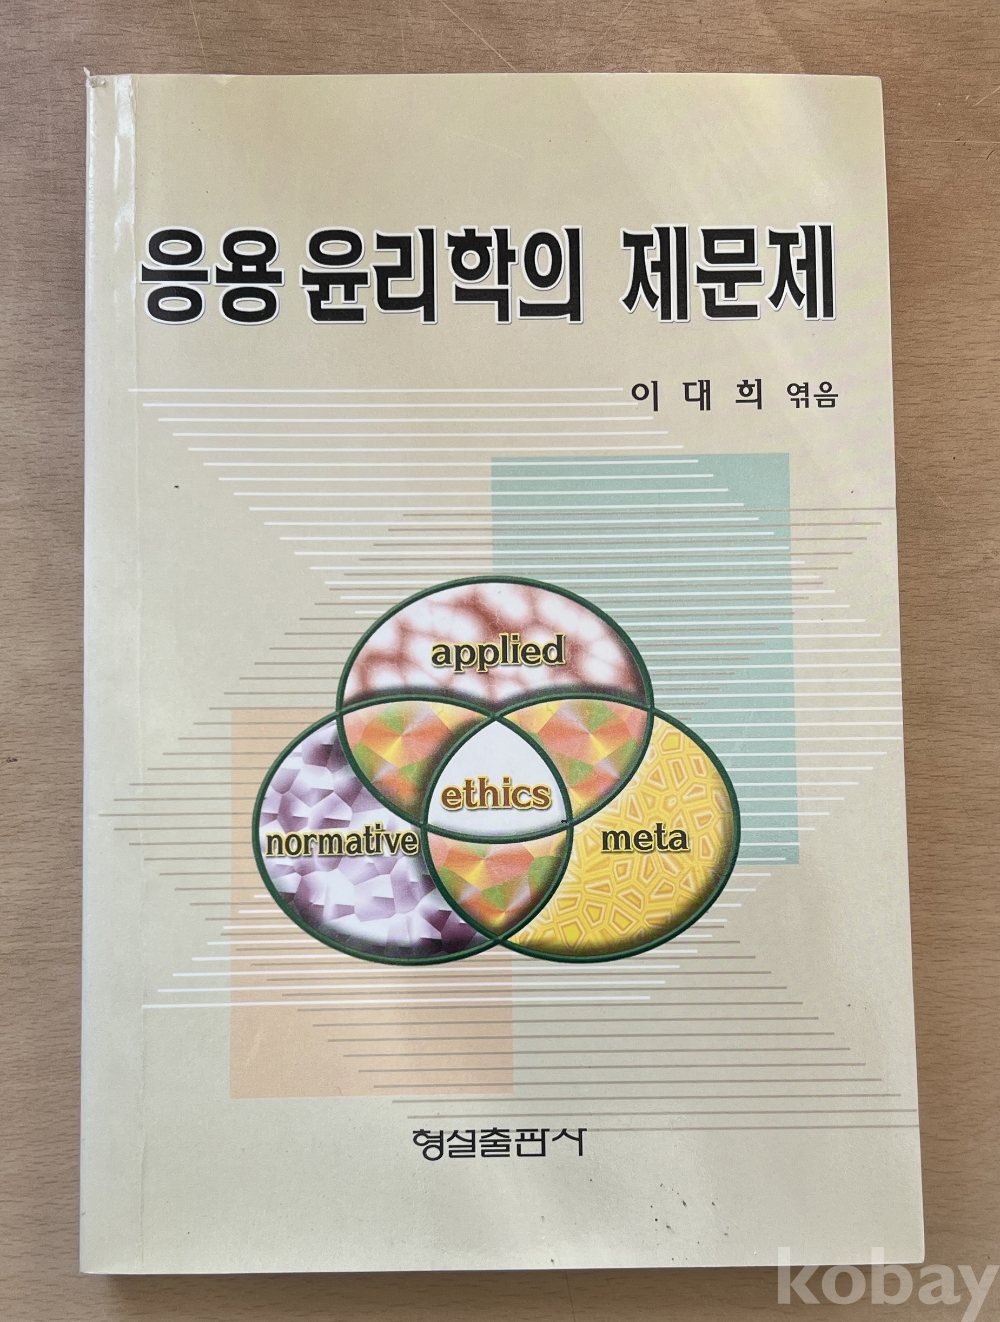 응용 윤리학의 제문제
이 대 희 엮음
applied
ethics
normative
meta
형설출판사
kobay